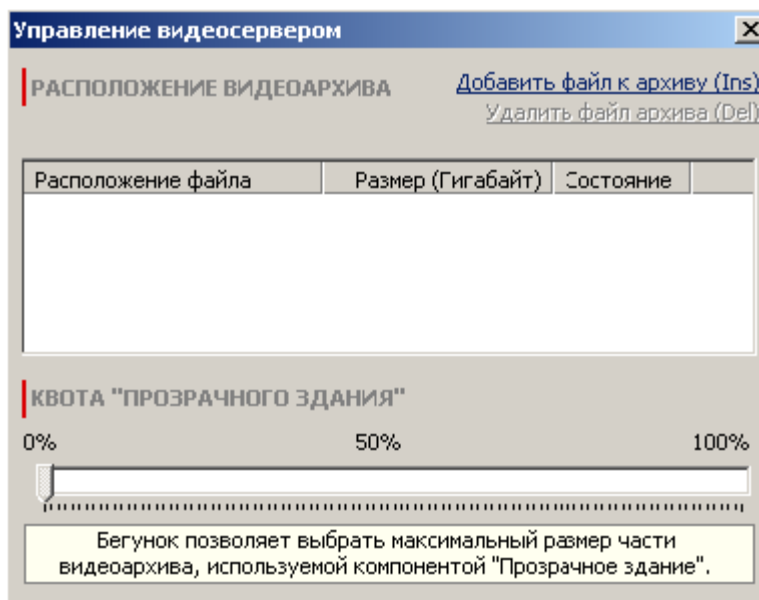 Управление видеосервером
РАСПОЛОЖЕНИЕ ВИДЕОАРХИВА
Добавить файл к архиву (Ins)
Удалить файл архива (Del)
Расположение файла Размер (Гигабайт) Состояние
КВОТА "ПРОЗРАЧНОГО ЗДАНИЯ"
0% 50% 100%
Бегунок позволяет выбрать максимальный размер части
видеоархива, используемой компонентой "Прозрачное здание".